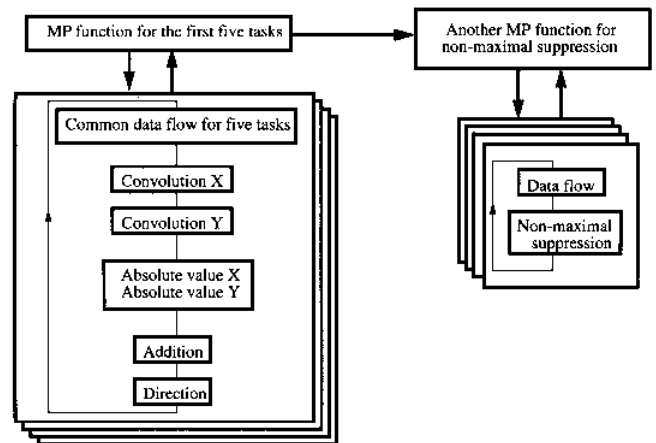 MP function for the first five tasks
Another MP function for
non-maximal suppression
Common data flow for five tasks
Convolution X
Convolution Y
Absolute value X
Absolute value Y
Addition
Direction
Data flow
Non-maximal
suppression